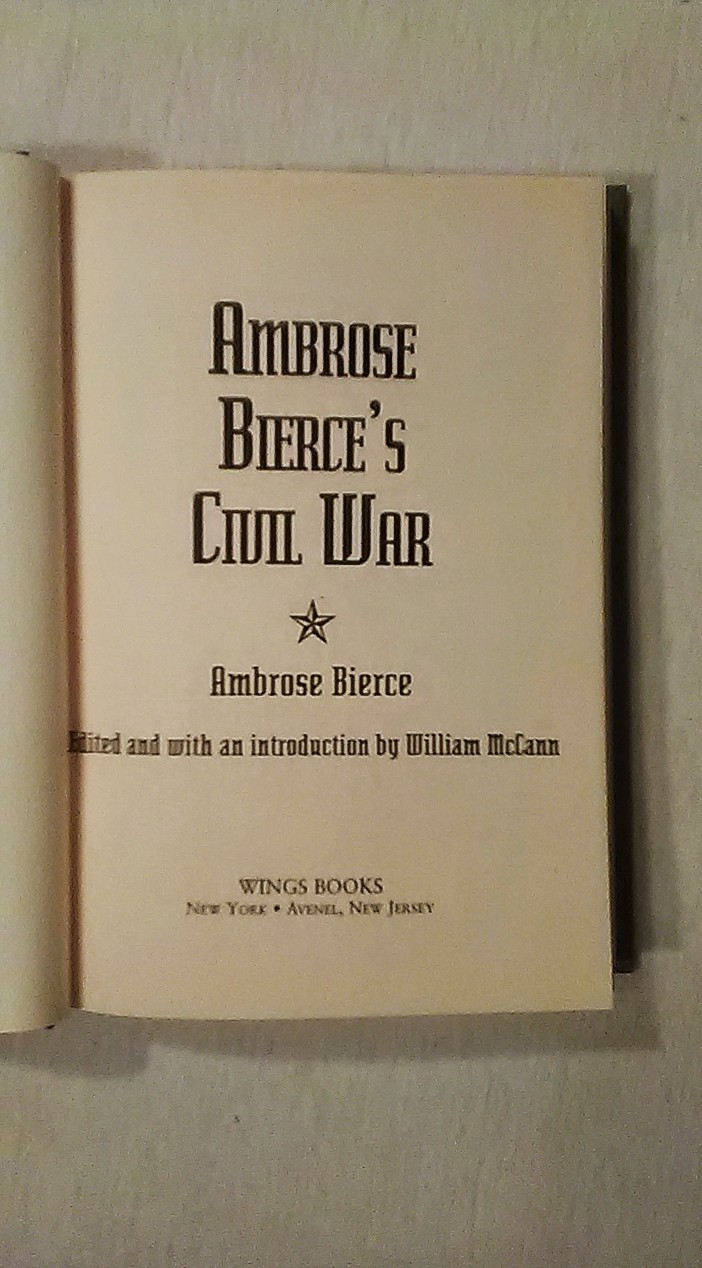 AMBROSE
BIERCE'S
CIVIL WAR
Ambrose Bierce
Edited and with an introduction by William McCann
WINGS BOOKS
NEW YORK • AVENEL, NEW JERSEY